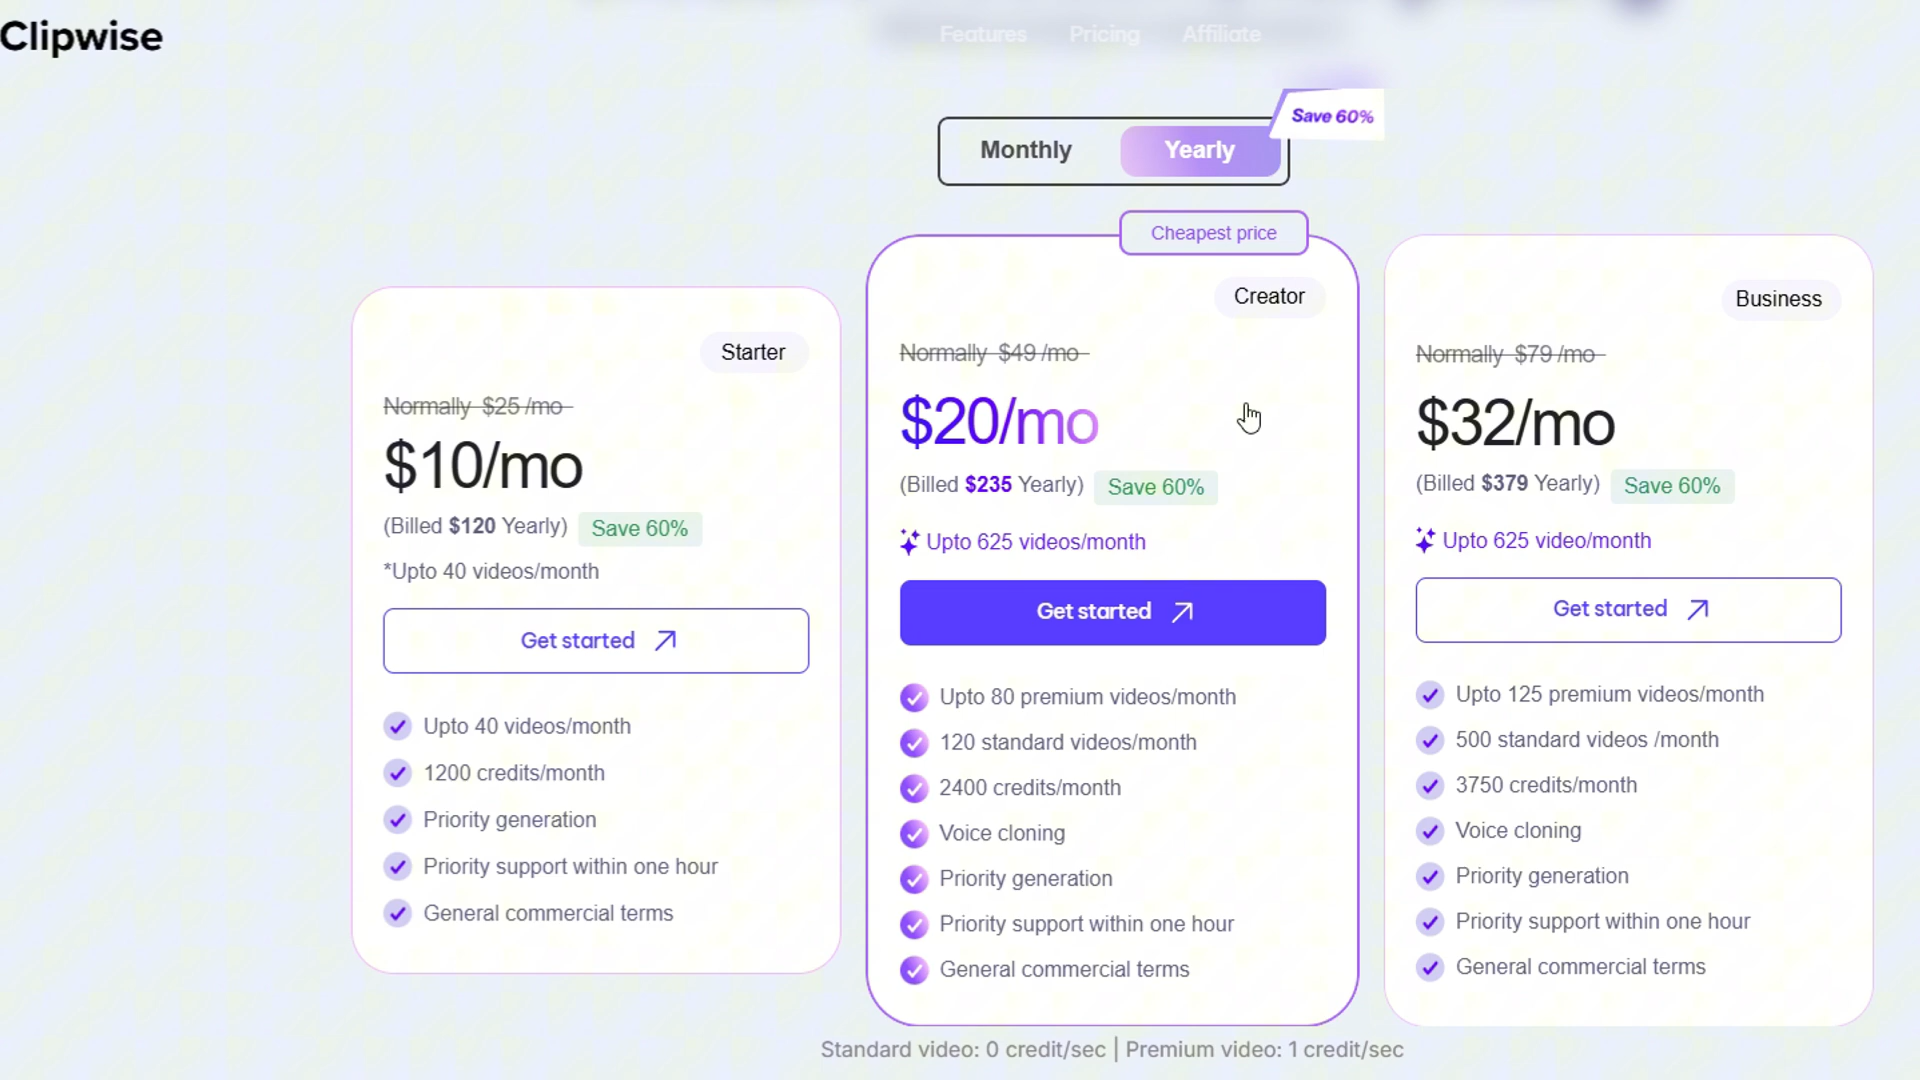 Clipwise
Features Pricing Affiliate
Save 60%
Monthly Yearly
Starter
Normally $25 /mo
$10/mo
(Billed $120 Yearly) Save 60%
*Upto 40 videos/month
Get started
Upto 40 videos/month
1200 credits/month
Priority generation
Priority support within one hour
General commercial terms
Cheapest price
Creator
Normally $49 /mo
$20/mo
(Billed $235 Yearly) Save 60%
Upto 625 videos/month
Get started
Upto 80 premium videos/month
120 standard videos/month
2400 credits/month
Voice cloning
Priority generation
Priority support within one hour
General commercial terms
Business
Normally $79 /mo
$32/mo
(Billed $379 Yearly) Save 60%
Upto 625 video/month
Get started
Upto 125 premium videos/month
500 standard videos /month
3750 credits/month
Voice cloning
Priority generation
Priority support within one hour
General commercial terms
Standard video: 0 credit/sec | Premium video: 1 credit/sec